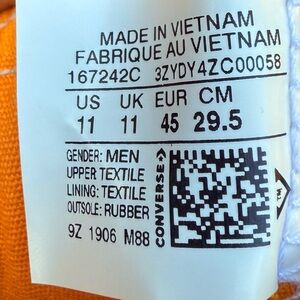 MADE IN VIETNAM
FABRIQUE AU VIETNAM
167242C 3ZYDY4ZC00058
US UK EUR CM
11 11 45 29.5
GENDER: MEN
UPPER TEXTILE
LINING: TEXTILE
OUTSOLE: RUBBER
9Z 1906 M88
CONVERSE